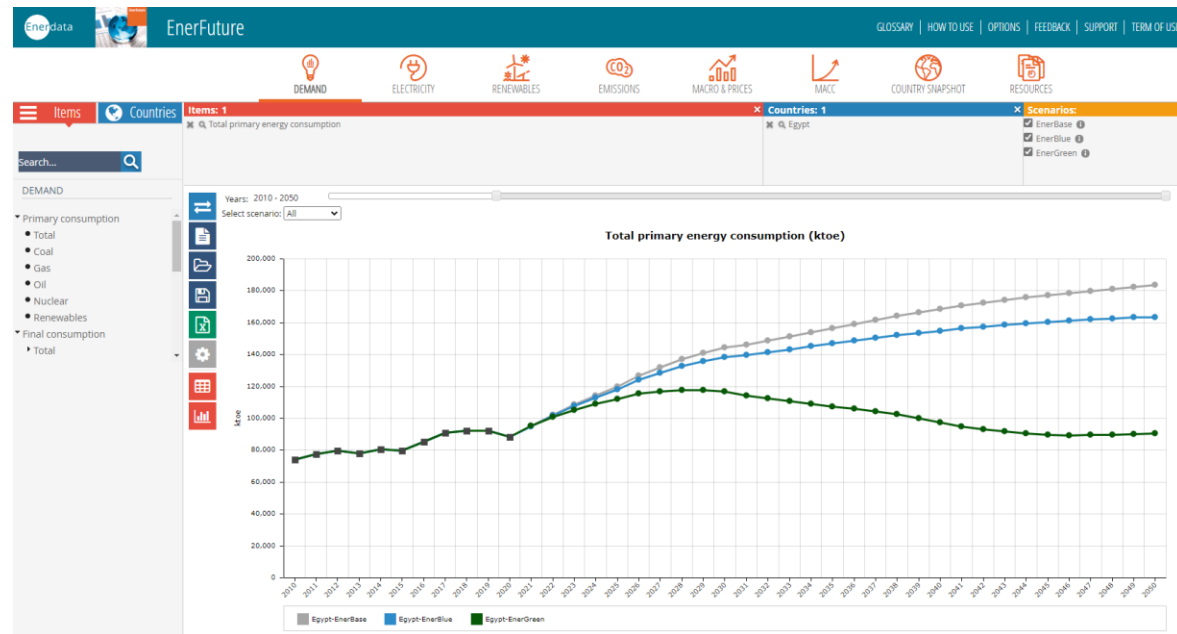 Enerdata
EnerFuture
GLOSSARY | HOW TO USE | OPTIONS | FEEDBACK | SUPPORT | TERM OF USE
CO2
DEMAND ELECTRICITY RENEWABLES EMISSIONS MACRO & PRICES MACC COUNTRY SNAPSHOT RESOURCES
Items Countries
Items: 1
Total primary energy consumption
Countries: 1
Egypt
Scenarios:
EnerBase
EnerBlue
EnerGreen
Search...
DEMAND
Primary consumption
Total
Coal
Gas
Oil
Nuclear
Renewables
Final consumption
Total
Years: 2010 - 2050
Select scenario: All
Total primary energy consumption (ktoe)
200,000
180,000
160,000
140,000
120,000
100,000
80,000
60,000
40,000
20,000
0
ktoe
2010 2011 2012 2013 2014 2015 2016 2017 2018 2019 2020 2021 2022 2023 2024 2025 2026 2027 2028 2029 2030 2031 2032 2033 2034 2035 2036 2037 2038 2039 2040 2041 2042 2043 2044 2045 2046 2047 2048 2049 2050
Egypt-EnerBase Egypt-EnerBlue Egypt-EnerGreen